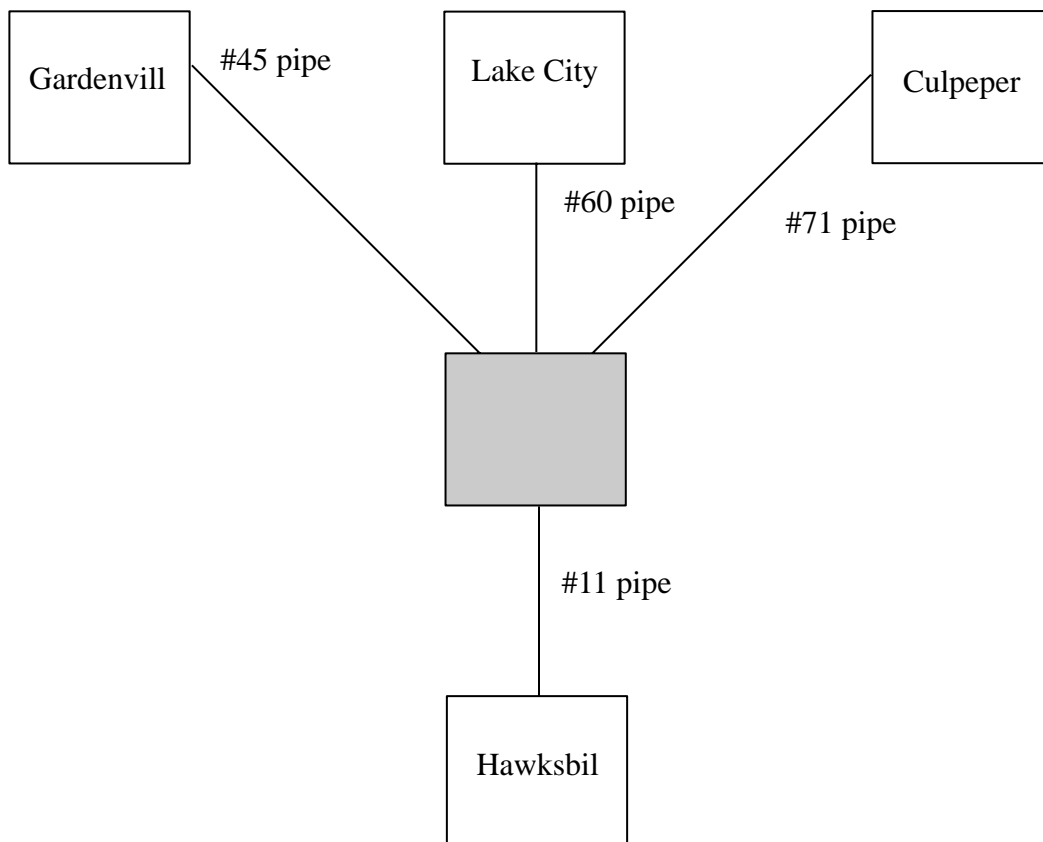 Gardenvill
#45 pipe
Lake City
Culpeper
#60 pipe
#71 pipe
#11 pipe
Hawksbil